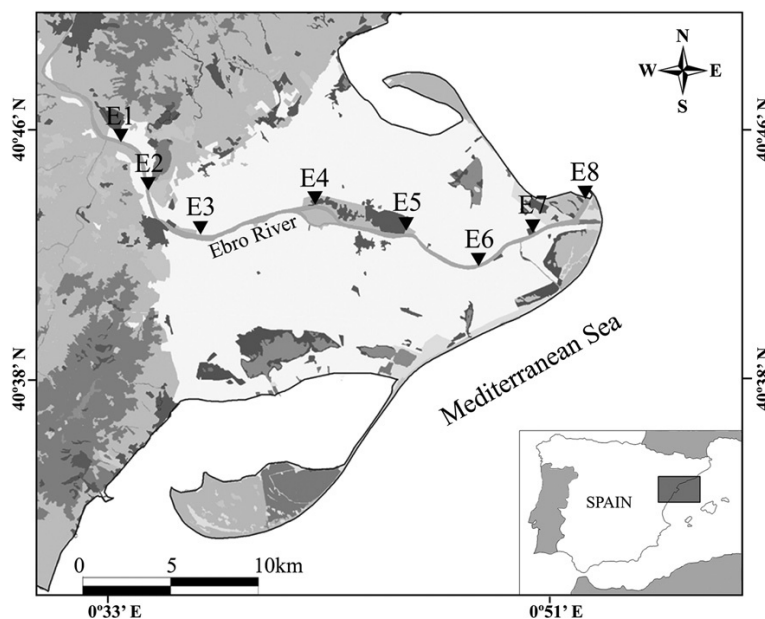 N
W E
S
40°46' N
40°46' N
E1
E2
E3
E4
E5
E6
E7
E8
Ebro River
Mediterranean Sea
40°38' N
40°38' N
SPAIN
0 5 10km
0°33' E
0°51' E